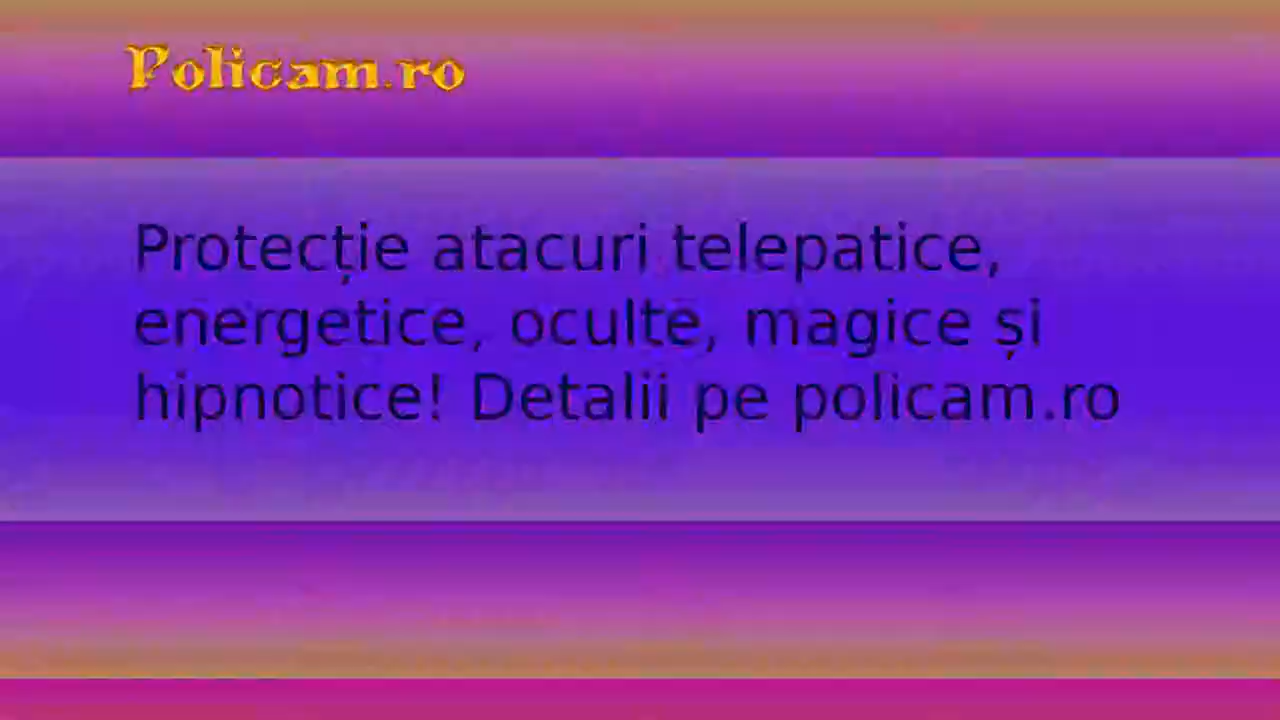 Policam.ro
Protecție atacuri telepatice,
energetice, oculte, magice și
hipnotice! Detalii pe policam.ro